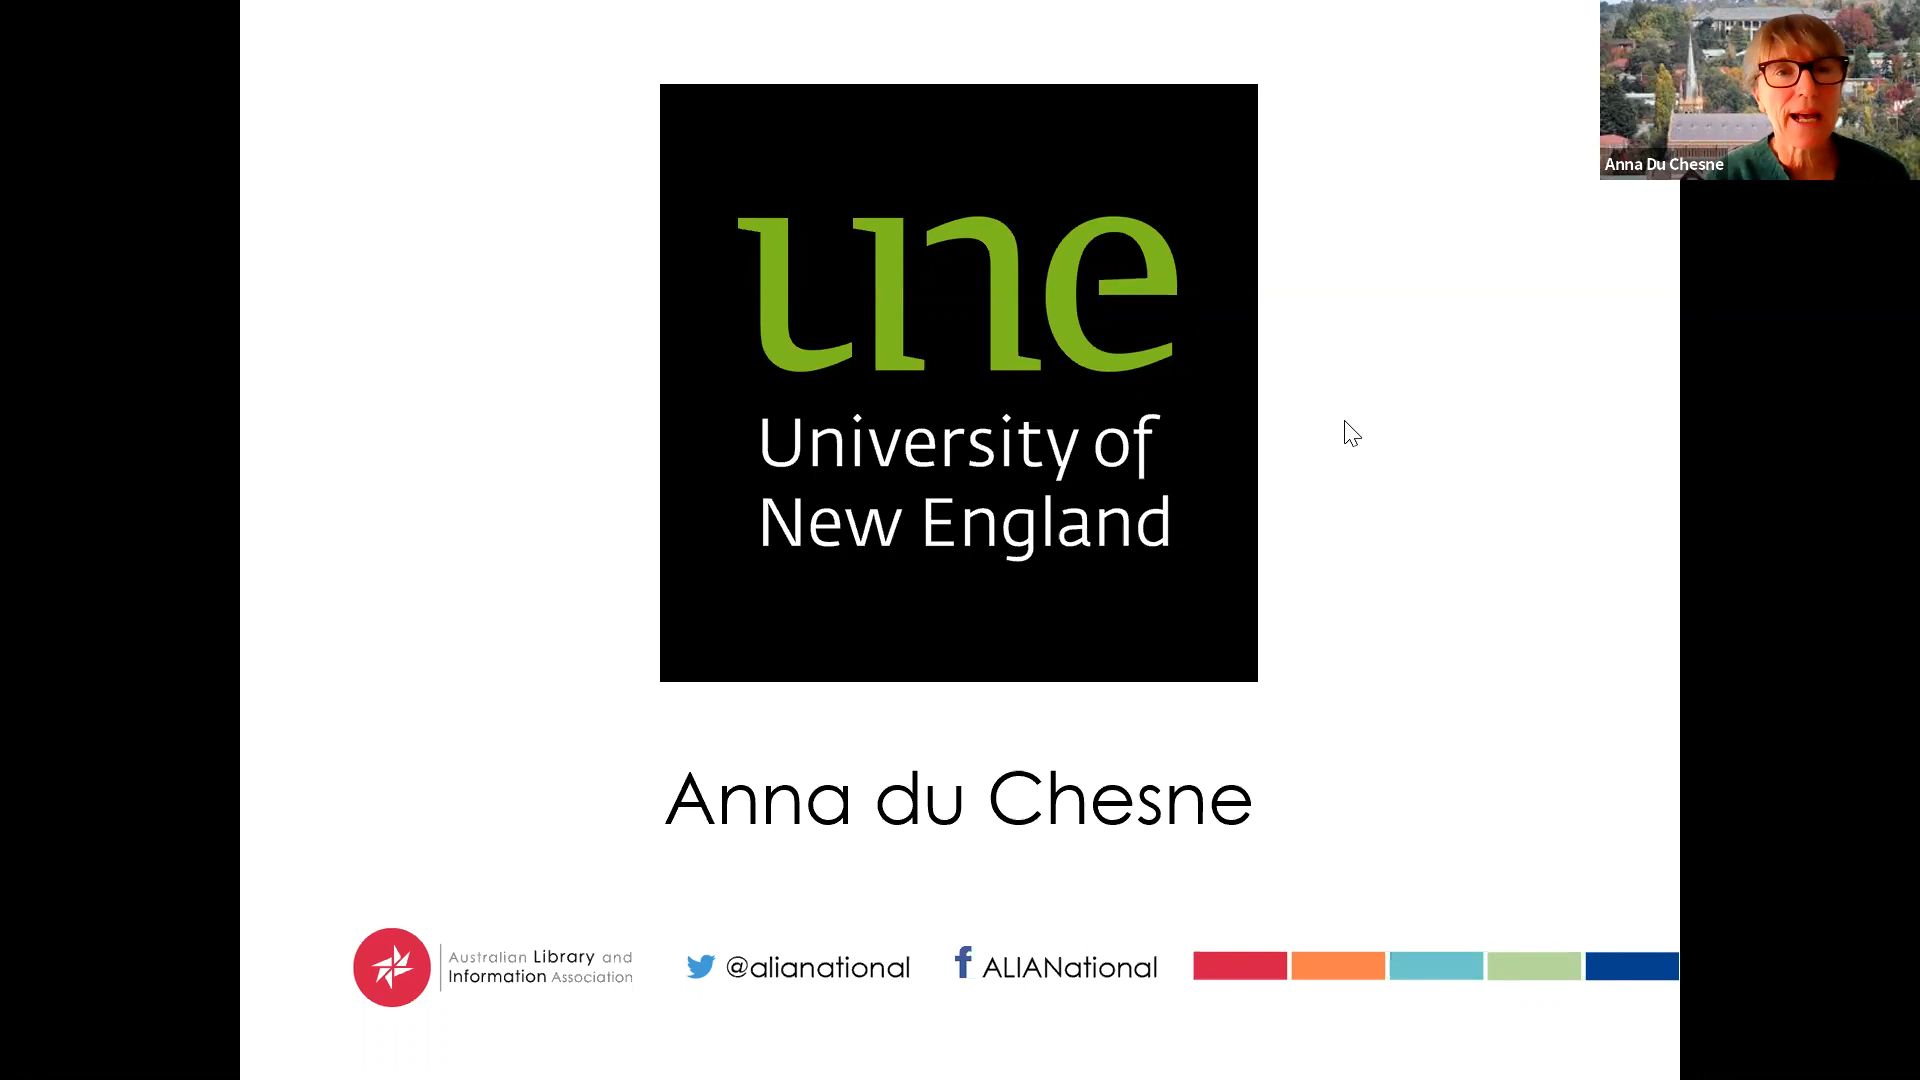 Anna Du Chesne
une
University of
New England
Anna du Chesne
Australian Library and
Information Association
@alianational
ALIANational